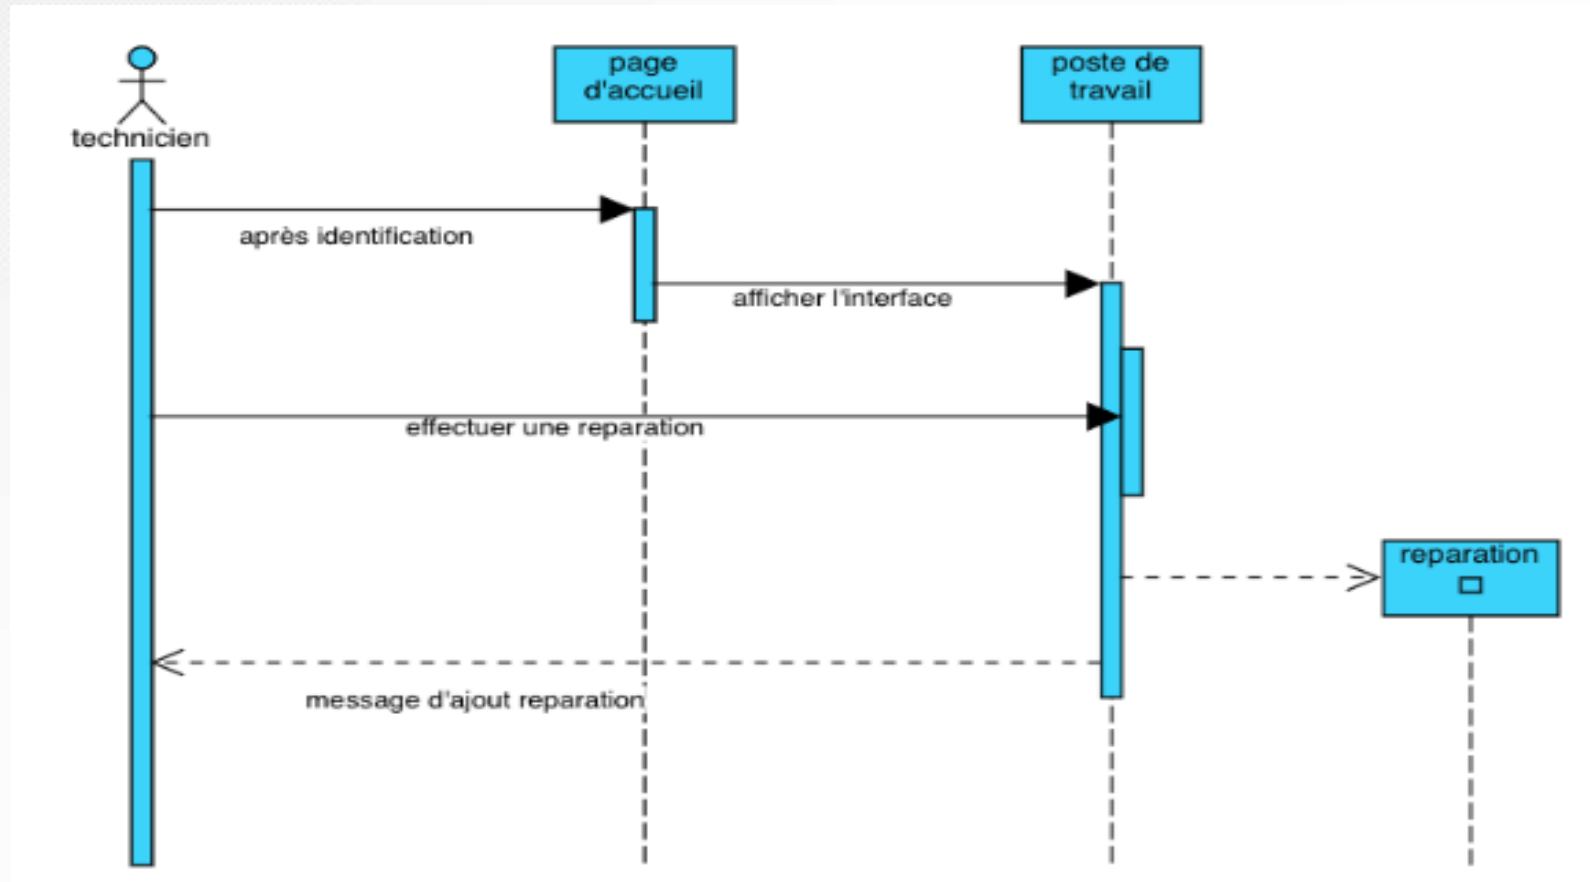 technicien
page
d'accueil
poste de
travail
après identification
afficher l'interface
effectuer une reparation
reparation
message d'ajout reparation